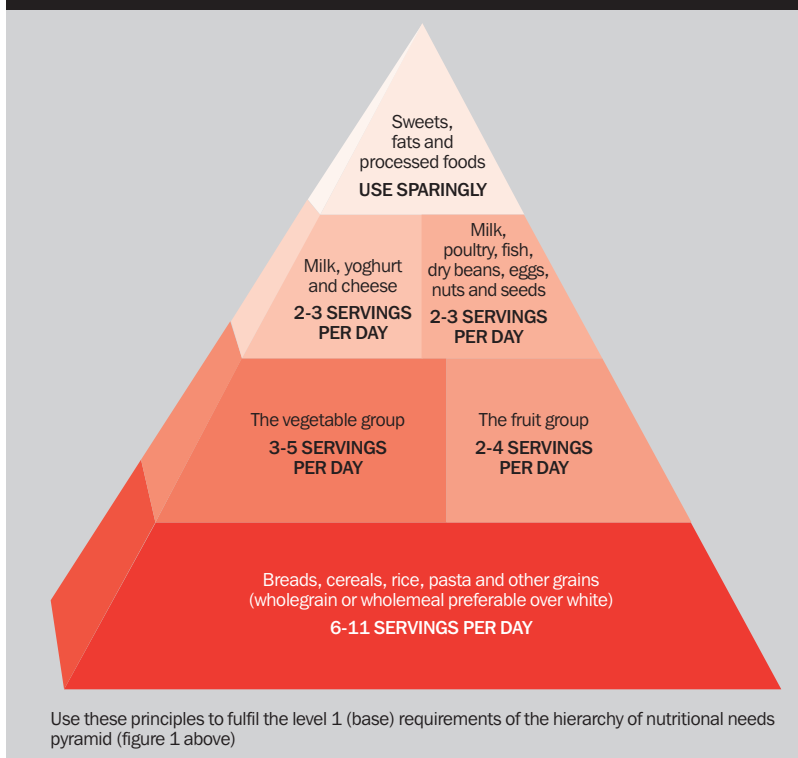 Sweets,
fats and
processed foods
USE SPARINGLY
Milk, yoghurt
and cheese
2-3 SERVINGS
PER DAY
Milk,
poultry, fish,
dry beans, eggs,
nuts and seeds
2-3 SERVINGS
PER DAY
The vegetable group
3-5 SERVINGS
PER DAY
The fruit group
2-4 SERVINGS
PER DAY
Breads, cereals, rice, pasta and other grains
(wholegrain or wholemeal preferable over white)
6-11 SERVINGS PER DAY
Use these principles to fulfil the level 1 (base) requirements of the hierarchy of nutritional needs
pyramid (figure 1 above)